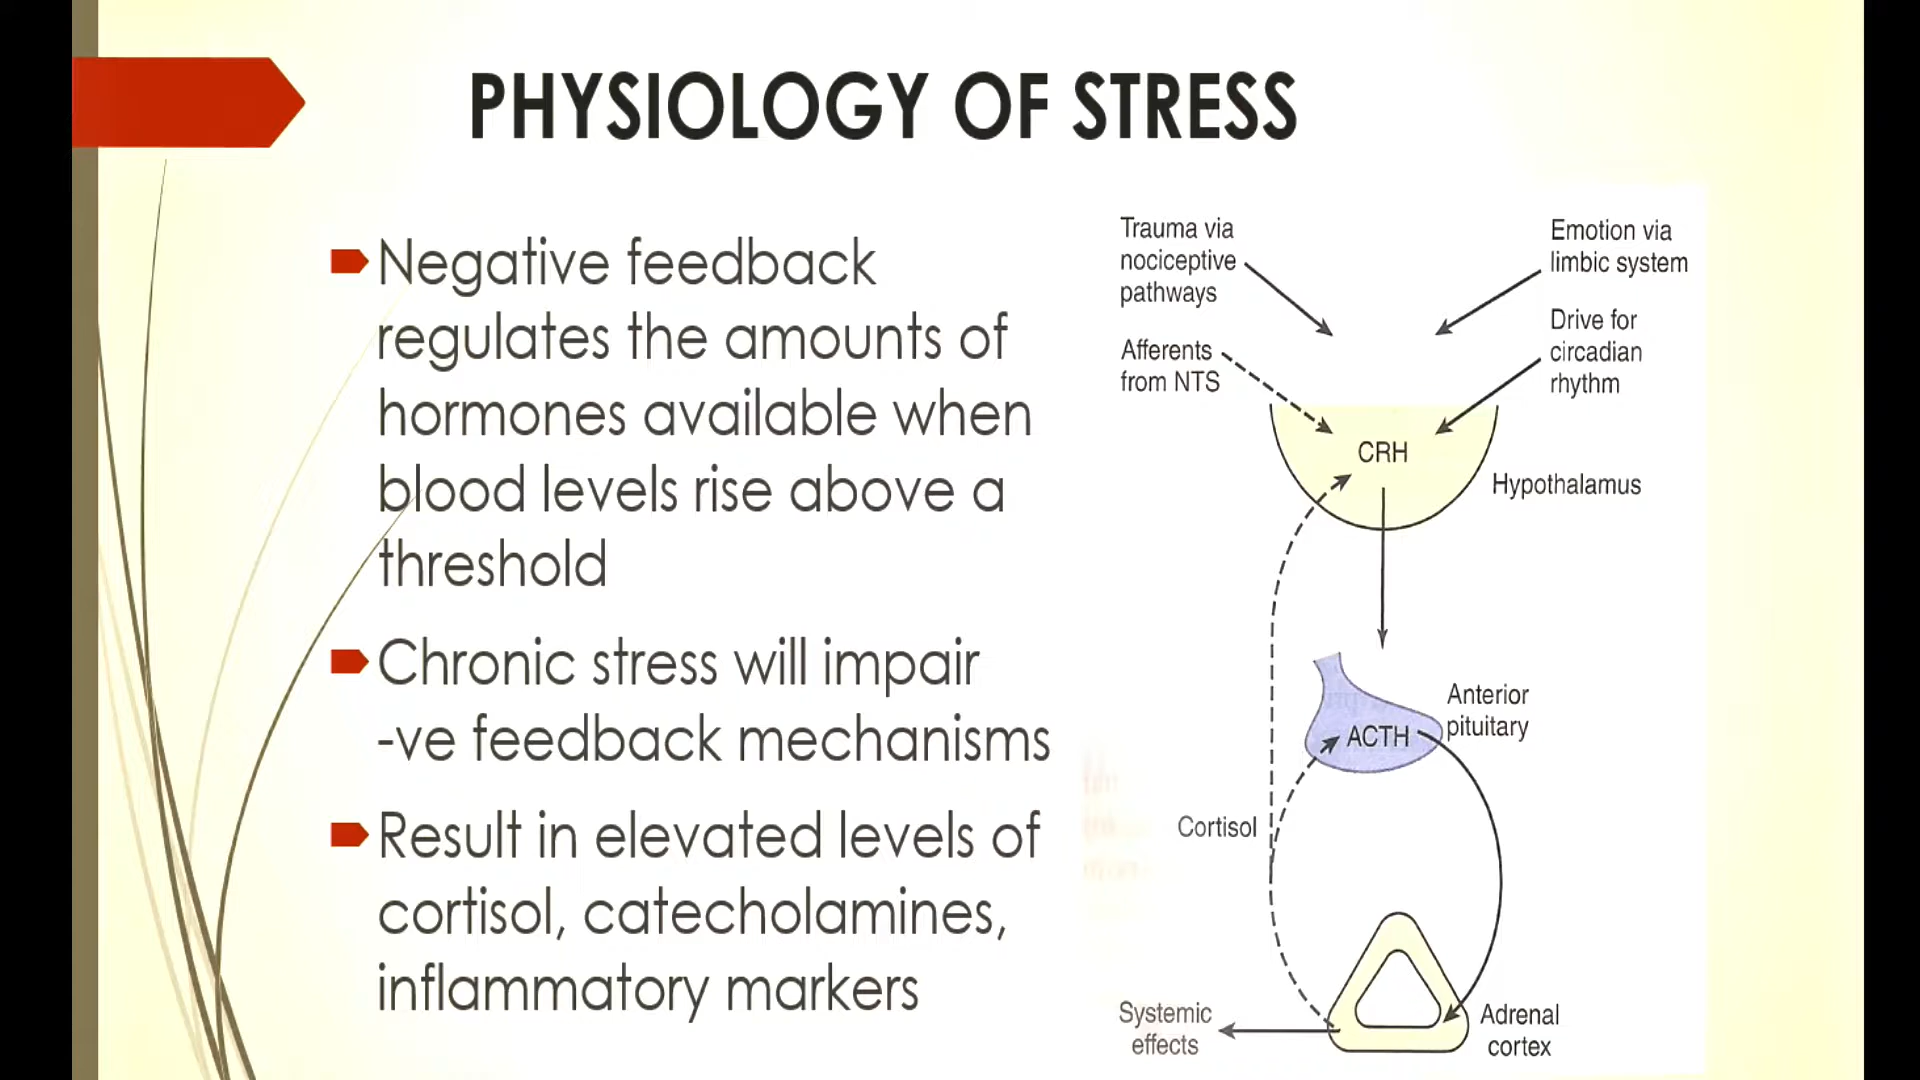 PHYSIOLOGY OF STRESS
Negative feedback
regulates the amounts of
hormones available when
blood levels rise above a
threshold
Chronic stress will impair
-ve feedback mechanisms
Result in elevated levels of
cortisol, catecholamines,
inflammatory markers
Trauma via
nociceptive
pathways
Emotion via
limbic system
Afferents
from NTS
Drive for
circadian
rhythm
CRH
Hypothalamus
Anterior
pituitary
ACTH
Cortisol
Systemic
effects
Adrenal
cortex